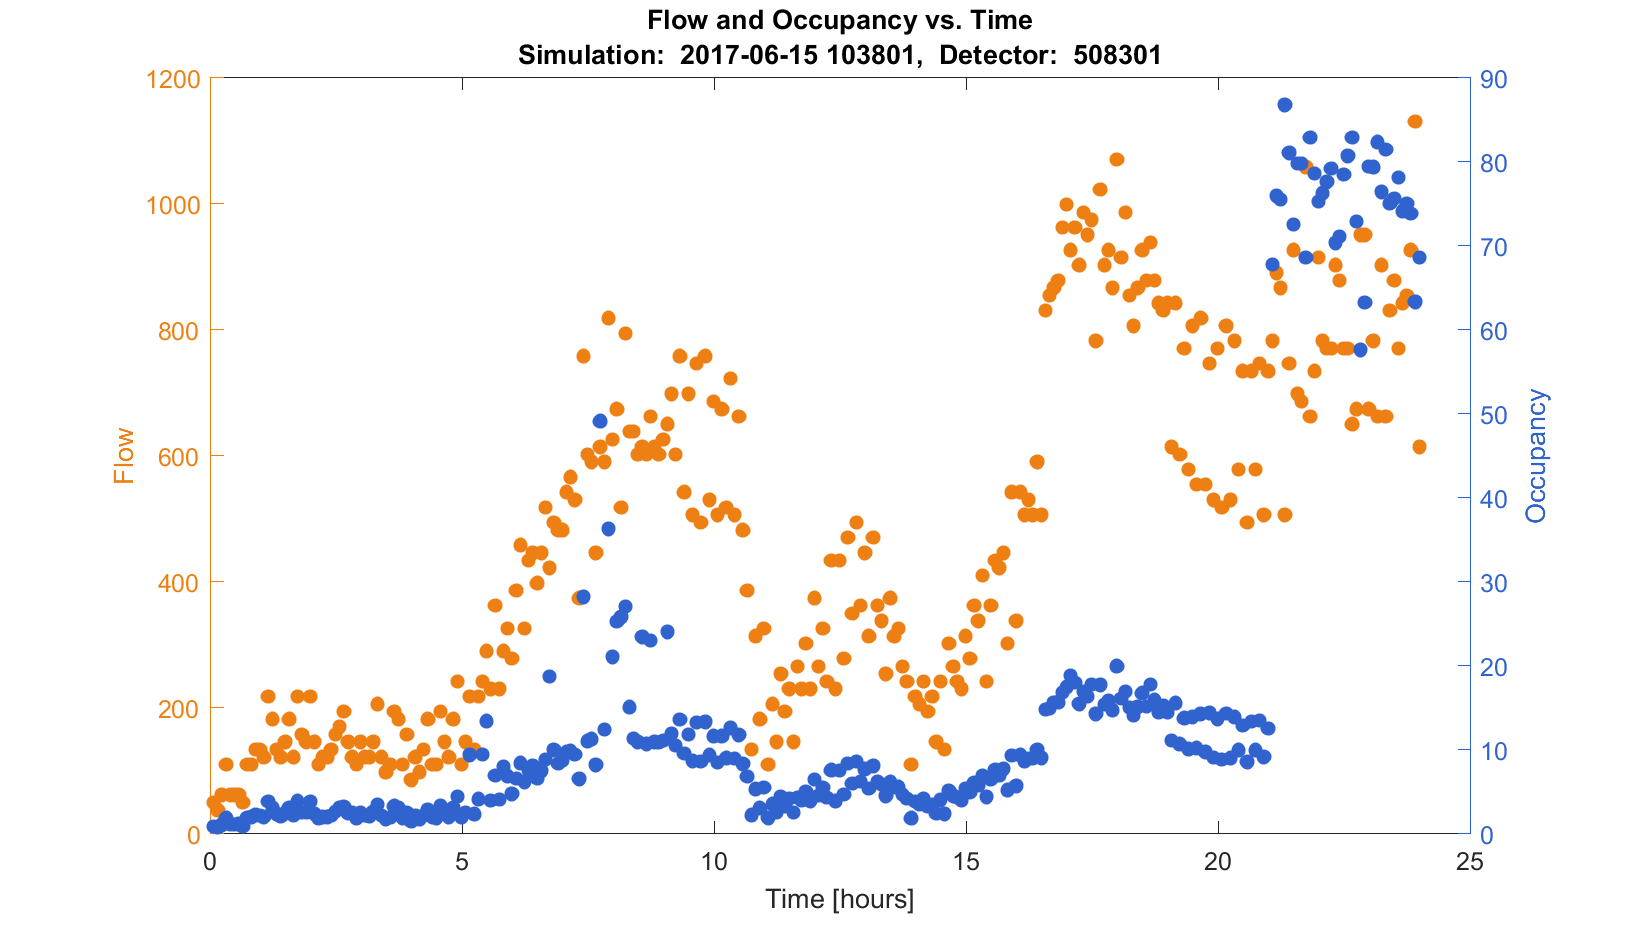 Flow and Occupancy vs. Time
Simulation:  2017-06-15 103801,  Detector:  508301
1200
1000
800
600
400
200
0
Flow
90
80
70
60
50
40
30
20
10
0
Occupancy
0 5 10 15 20 25
Time [hours]